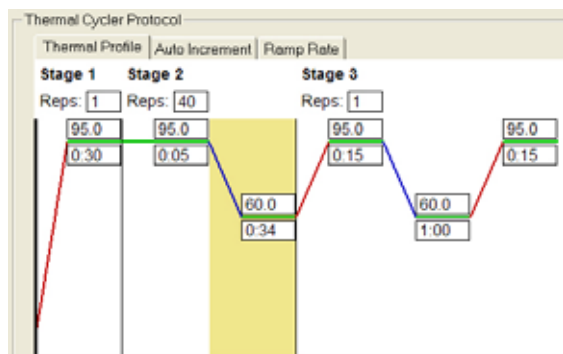 Thermal Cycler Protocol
Thermal Profile Auto Increment Ramp Rate
Stage 1 Stage 2 Stage 3
Reps: 1 Reps: 40 Reps: 1
95.0 95.0 95.0 95.0
0:30 0:05 0:15 0:15
60.0 60.0
0:34 1:00